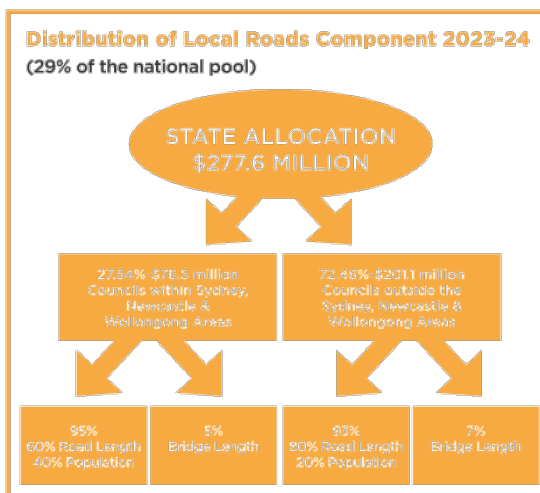 Distribution of Local Roads Component 2023-24
(29% of the national pool)
STATE ALLOCATION
$277.6 MILLION
27.54%-$76.5 million
Councils within Sydney,
Newcastle &
Wollongong Areas
72.46%-$201.1 million
Councils outside the
Sydney, Newcastle &
Wollongong Areas
95%
60% Road Length
40% Population
5%
Bridge Length
93%
80% Road Length
20% Population
7%
Bridge Length